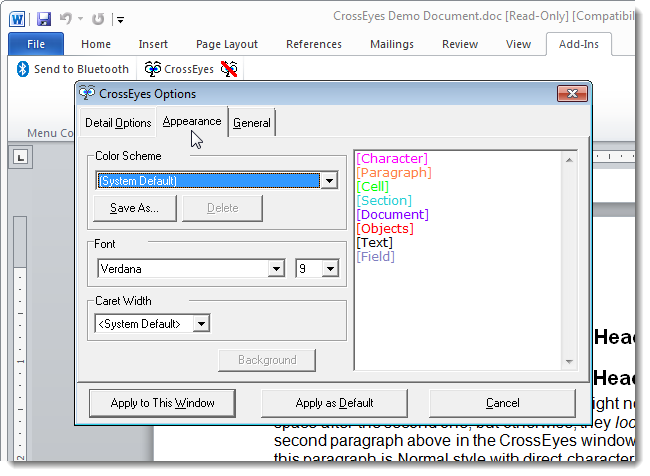 CrossEyes Demo Document.doc [Read-Only] [Compatibil
File Home Insert Page Layout References Mailings Review View Add-Ins
Send to Bluetooth CrossEyes
Menu Co
CrossEyes Options
Detail Options Appearance General
Color Scheme
[System Default]
Save As... Delete
Font
Verdana 9
Caret Width
<System Default>
Background
[Character]
[Paragraph]
[Cell]
[Section]
[Document]
[Objects]
[Text]
[Field]
Apply to This Window Apply as Default Cancel
Head
Head
ight no
space after the second one, but otherwise, they loo
second paragraph above in the CrossEyes window
this paragraph is Normal style with direct character